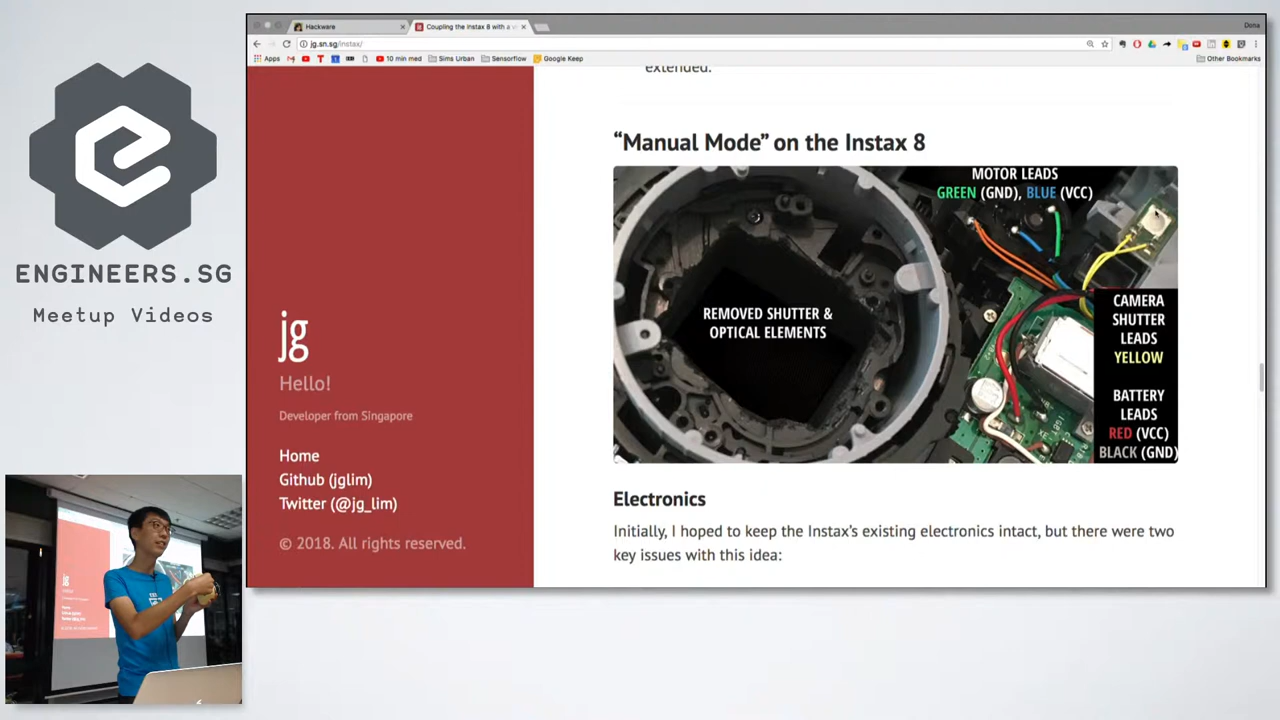 Hackware
Coupling the Instax 8 with a vi
Dona
jg.sn.sg/instax/
Apps
10 min med
Sims Urban
Sensorflow
Google Keep
Other Bookmarks
extended.
ENGINEERS.SG
Meetup Videos
jg
Hello!
Developer from Singapore
Home
Github (jglim)
Twitter (@jg_lim)
© 2018. All rights reserved.
“Manual Mode” on the Instax 8
MOTOR LEADS
GREEN (GND), BLUE (VCC)
REMOVED SHUTTER &
OPTICAL ELEMENTS
CAMERA
SHUTTER
LEADS
YELLOW
BATTERY
LEADS
RED (VCC)
BLACK (GND)
Electronics
Initially, I hoped to keep the Instax’s existing electronics intact, but there were two
key issues with this idea: